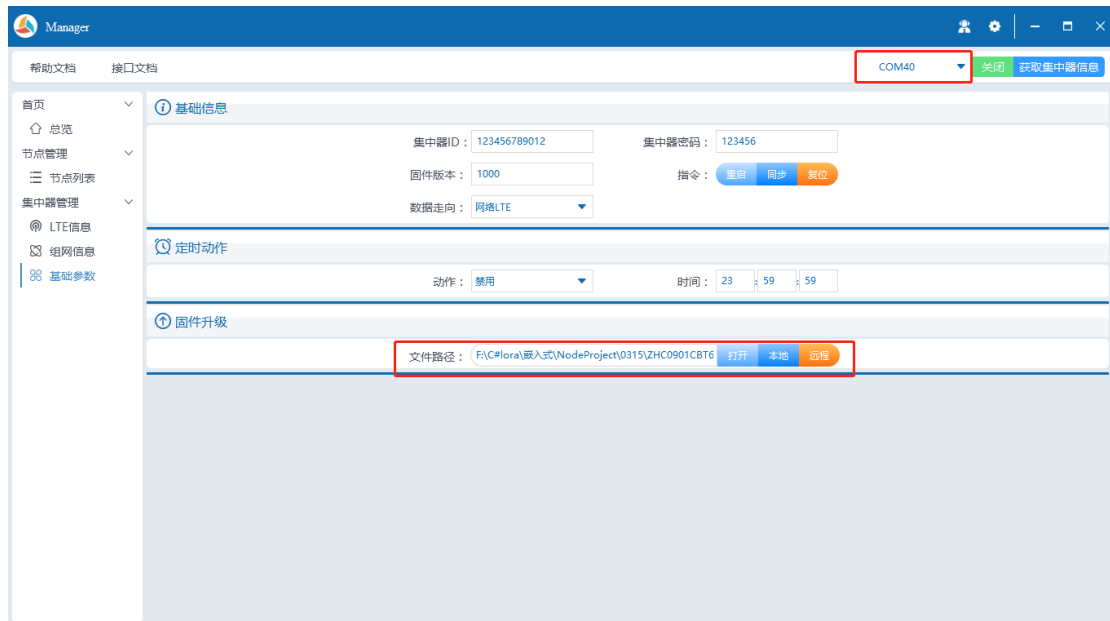 Manager
帮助文档 接口文档 COM40 关闭 获取集中器信息
首页
总览
节点管理
节点列表
集中器管理
LTE信息
组网信息
基础参数
基础信息
集中器ID： 123456789012 集中器密码： 123456
固件版本： 1000 指令： 重启 同步 复位
数据走向： 网络LTE
定时动作
动作： 禁用 时间： 23 : 59 : 59
固件升级
文件路径： F:\C#lora\嵌入式\NodeProject\0315\ZHC0901CBT6 打开 本地 远程